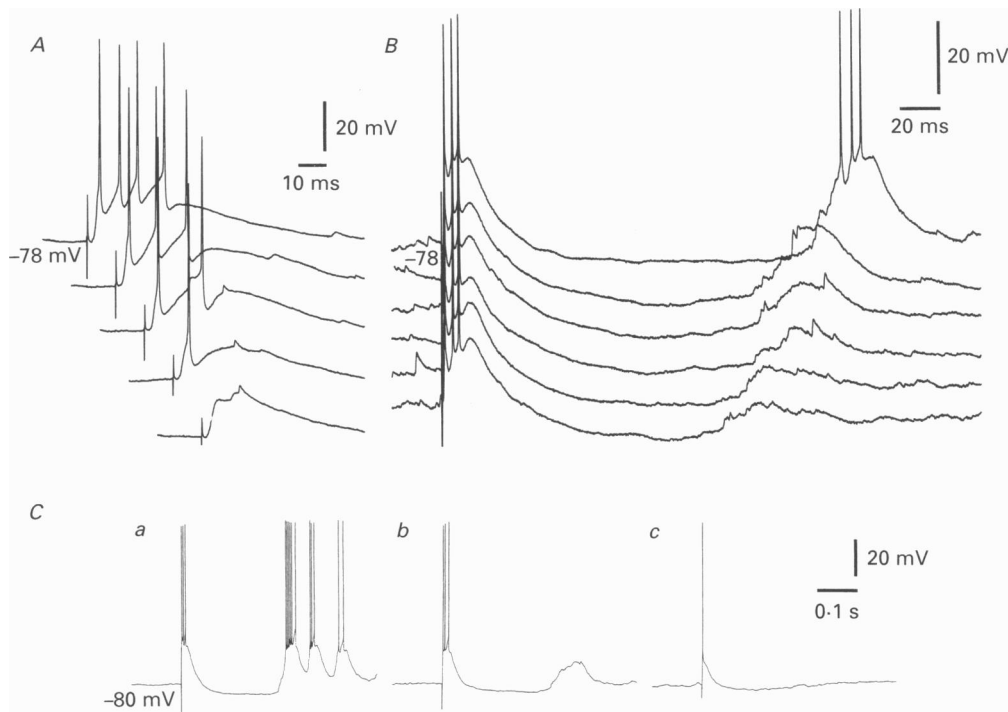 A
B
20 mV
10 ms
20 mV
20 ms
–78 mV
–78
C
a
b
c
20 mV
0·1 s
–80 mV